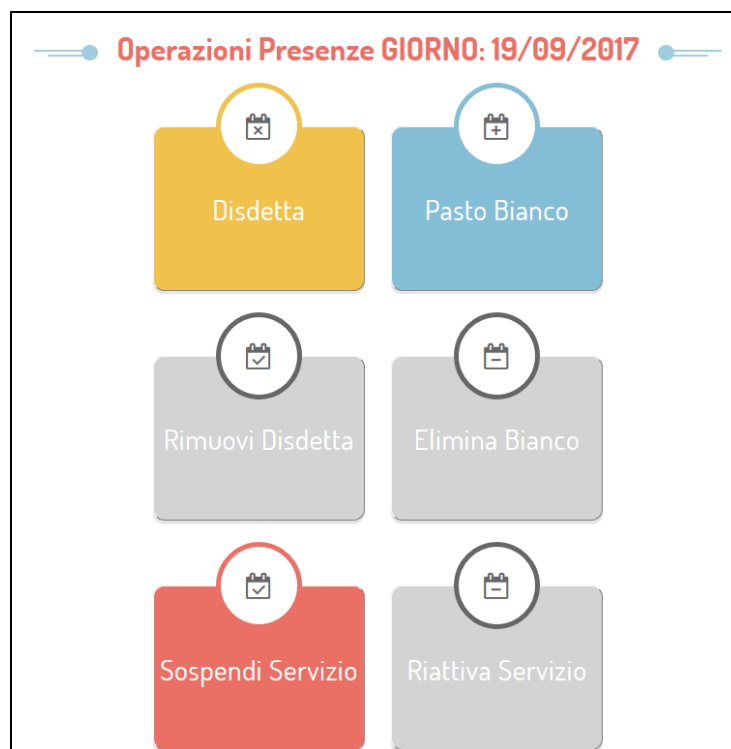 Operazioni Presenze GIORNO: 19/09/2017
Disdetta
Pasto Bianco
Rimuovi Disdetta
Elimina Bianco
Sospendi Servizio
Riattiva Servizio